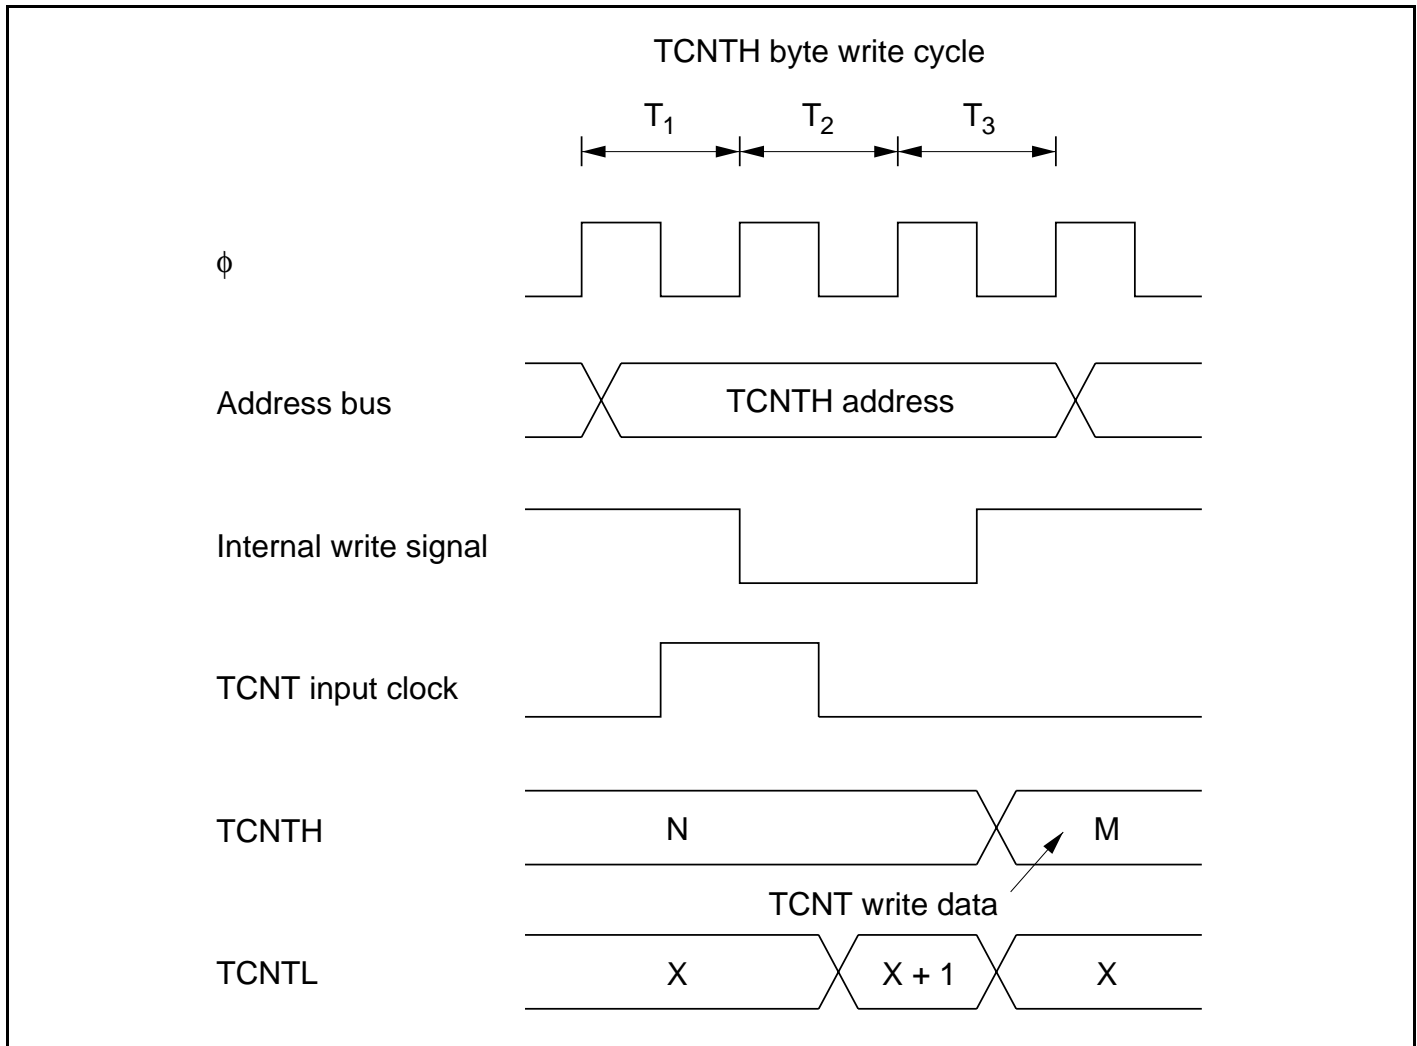 TCNTH byte write cycle
T1 T2 T3
ϕ
Address bus TCNTH address
Internal write signal
TCNT input clock
TCNTH N M
TCNT write data
TCNTL X X + 1 X